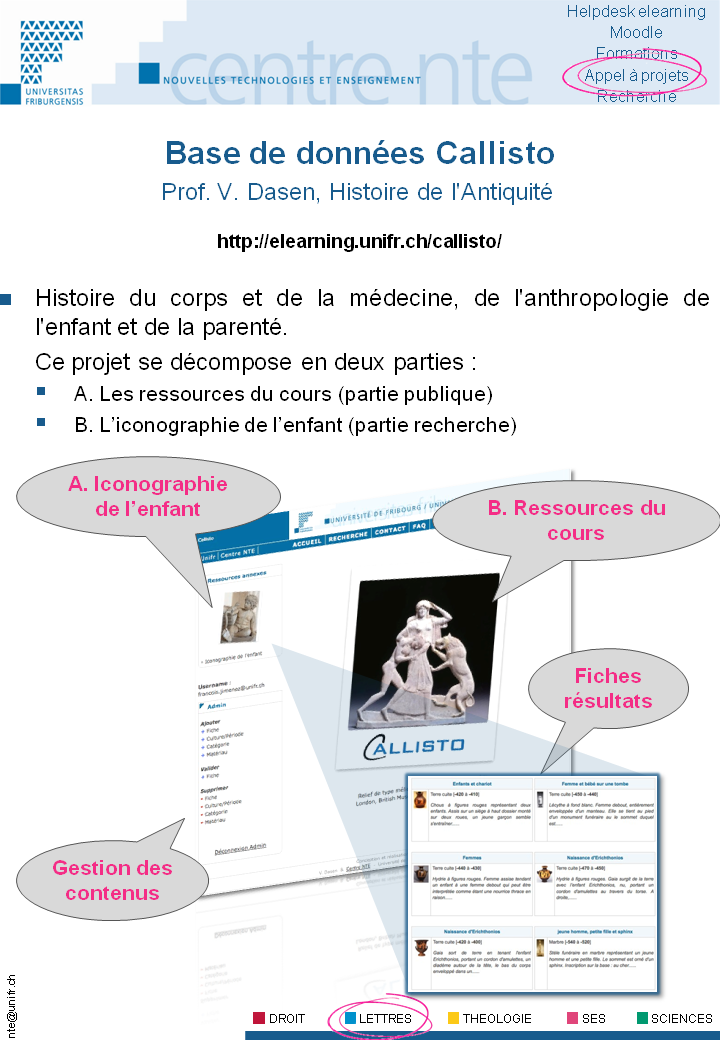 Helpdesk elearning
Moodle
Formations
Appel à projets
Recherche
UNIVERSITAS
FRIBURGENSIS
centre nte
NOUVELLES TECHNOLOGIES ET ENSEIGNEMENT
Base de données Callisto
Prof. V. Dasen, Histoire de l'Antiquité
http://elearning.unifr.ch/callisto/
Histoire du corps et de la médecine, de l'anthropologie de
l'enfant et de la parenté.
Ce projet se décompose en deux parties :
A. Les ressources du cours (partie publique)
B. L’iconographie de l’enfant (partie recherche)
A. Iconographie
de l’enfant
B. Ressources du
cours
UNIVERSITÉ DE FRIBOURG / UNIV
Callisto
ACCUEIL RECHERCHE CONTACT FAQ
Unifr Centre NTE
Ressources annexes
Iconographie de l'enfant
Username :
francois.jimenez@unifr.ch
Admin
Ajouter
Fiche
Culture/Période
Catégorie
Matériau
Valider
Fiche
Supprimer
Fiche
Culture/Période
Catégorie
Matériau
Déconnexion Admin
CALLISTO
Relief de type
London, British
Fiches
résultats
Gestion des
contenus
Enfants et chariot
Terre cuite [-420 à -410]
Chous à figures rouges représentant deux
enfants. Assis sur un siège à haut dossier monté
sur deux roues, un jeune garçon semble
s'entraîner.....
Femme et bébé sur une tombe
Terre cuite [-450 à -440]
Lécythe à fond blanc. Femme debout, entièrement
enveloppée d'un manteau. Elle se tient au pied
d'un monument funéraire au le sommet duquel
est.....
Femmes
Terre cuite [-440 à -430]
Hydrie à figures rouges. Femme assise tendant
un enfant à une femme debout qui peut être
interprétée comme étant une nourrice thrace en
raison.....
Naissance d'Erichthonios
Terre cuite [-470 à -450]
Hydrie à figures rouges. Gaia surgit de la terre
avec l'enfant Erichthonios, nu, portant un
cordon d'amulettes au travers du torse. A
droite,......
Naissance d'Erichthonios
Terre cuite [-420 à -400]
Gaia sort de terre en tenant l'enfant
Erichthonios, portant un cordon d'amulettes, un
diadème autour de la tête, le bas du corps
enveloppé dans un.....
jeune homme, petite fille et sphinx
Marbre [-540 à -520]
Stèle funéraire en marbre représentant un jeune
homme et une petite fille. Le sommet est orné d'un
sphinx. Inscription sur la base : au cher.....
nte@unifr.ch
DROIT LETTRES THEOLOGIE SES SCIENCES